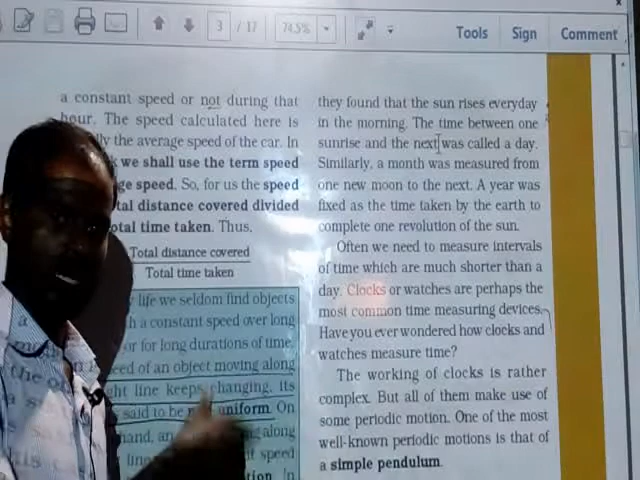 3 / 17
74.5%
Tools
Sign
Comment
a constant speed or not during that
hour. The speed calculated here is
the average speed of the car. In
we shall use the term speed
speed. So, for us the speed
distance covered divided
time taken. Thus,
Total distance covered
Total time taken
life we seldom find objects
a constant speed over long
or for long durations of time.
of an object moving along
line keeps changing, its
said to be uniform. On
along
speed
In
they found that the sun rises everyday
in the morning. The time between one
sunrise and the next was called a day.
Similarly, a month was measured from
one new moon to the next. A year was
fixed as the time taken by the earth to
complete one revolution of the sun.
Often we need to measure intervals
of time which are much shorter than a
day. Clocks or watches are perhaps the
most common time measuring devices.
Have you ever wondered how clocks and
watches measure time?
The working of clocks is rather
complex. But all of them make use of
some periodic motion. One of the most
well-known periodic motions is that of
a simple pendulum.